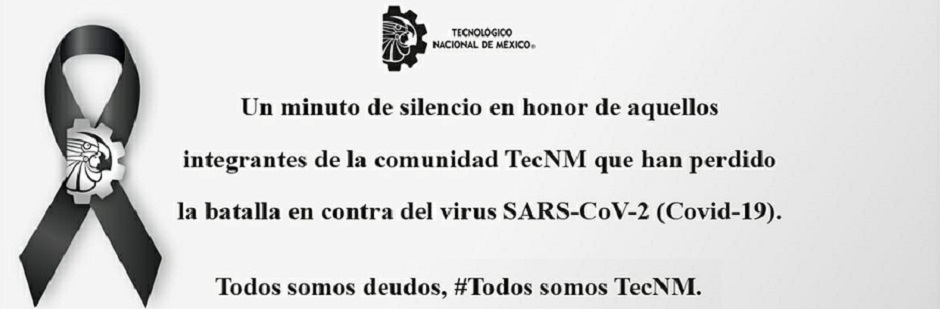 TECNOLÓGICO
NACIONAL DE MÉXICO®
Un minuto de silencio en honor de aquellos
integrantes de la comunidad TecNM que han perdido
la batalla en contra del virus SARS-CoV-2 (Covid-19).
Todos somos deudos, #Todos somos TecNM.